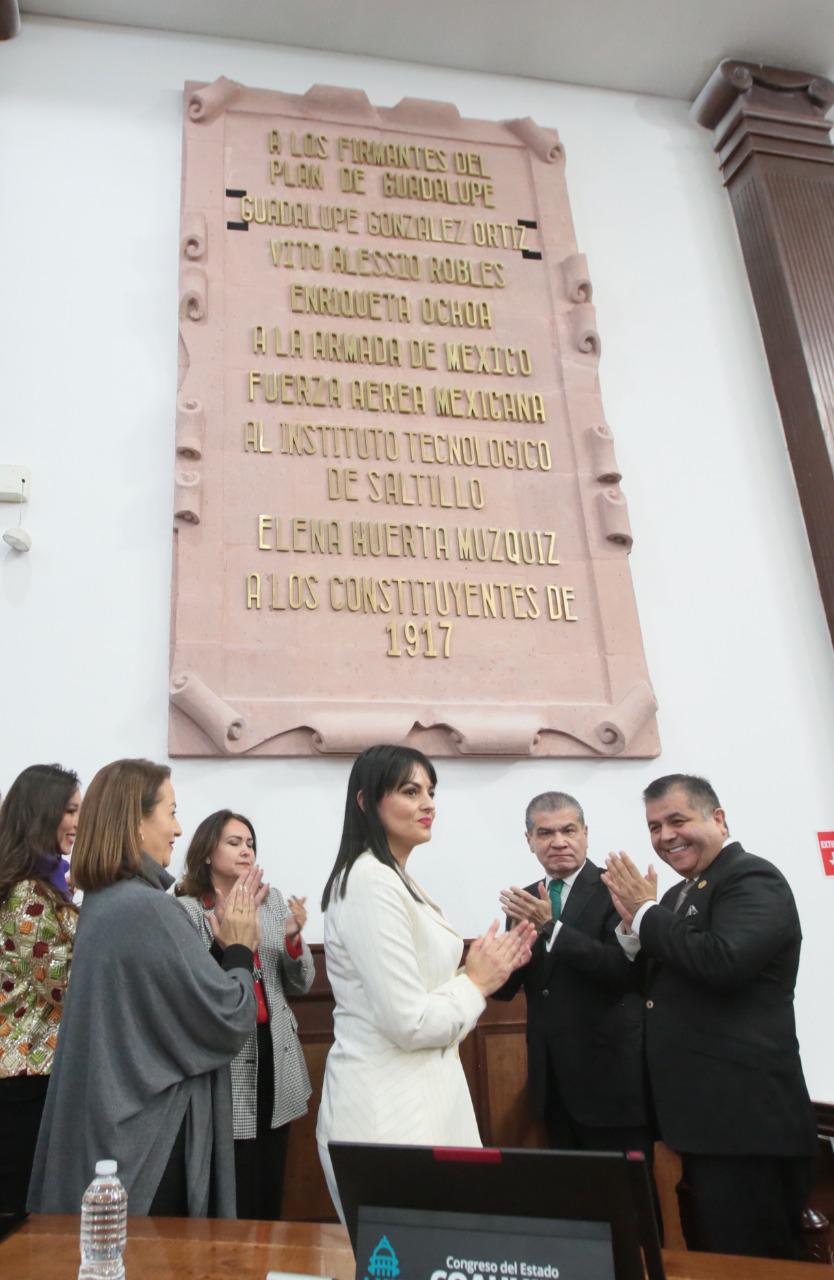 A LOS FIRMANTES DEL
PLAN DE GUADALUPE
GUADALUPE GONZALEZ ORTIZ
VITO ALESSIO ROBLES
ENRIQUETA OCHOA
A LA ARMADA DE MEXICO
FUERZA AEREA MEXICANA
AL INSTITUTO TECNOLOGICO
DE SALTILLO
ELENA HUERTA MUZQUIZ
A LOS CONSTITUYENTES DE
1917
Congreso del Estado